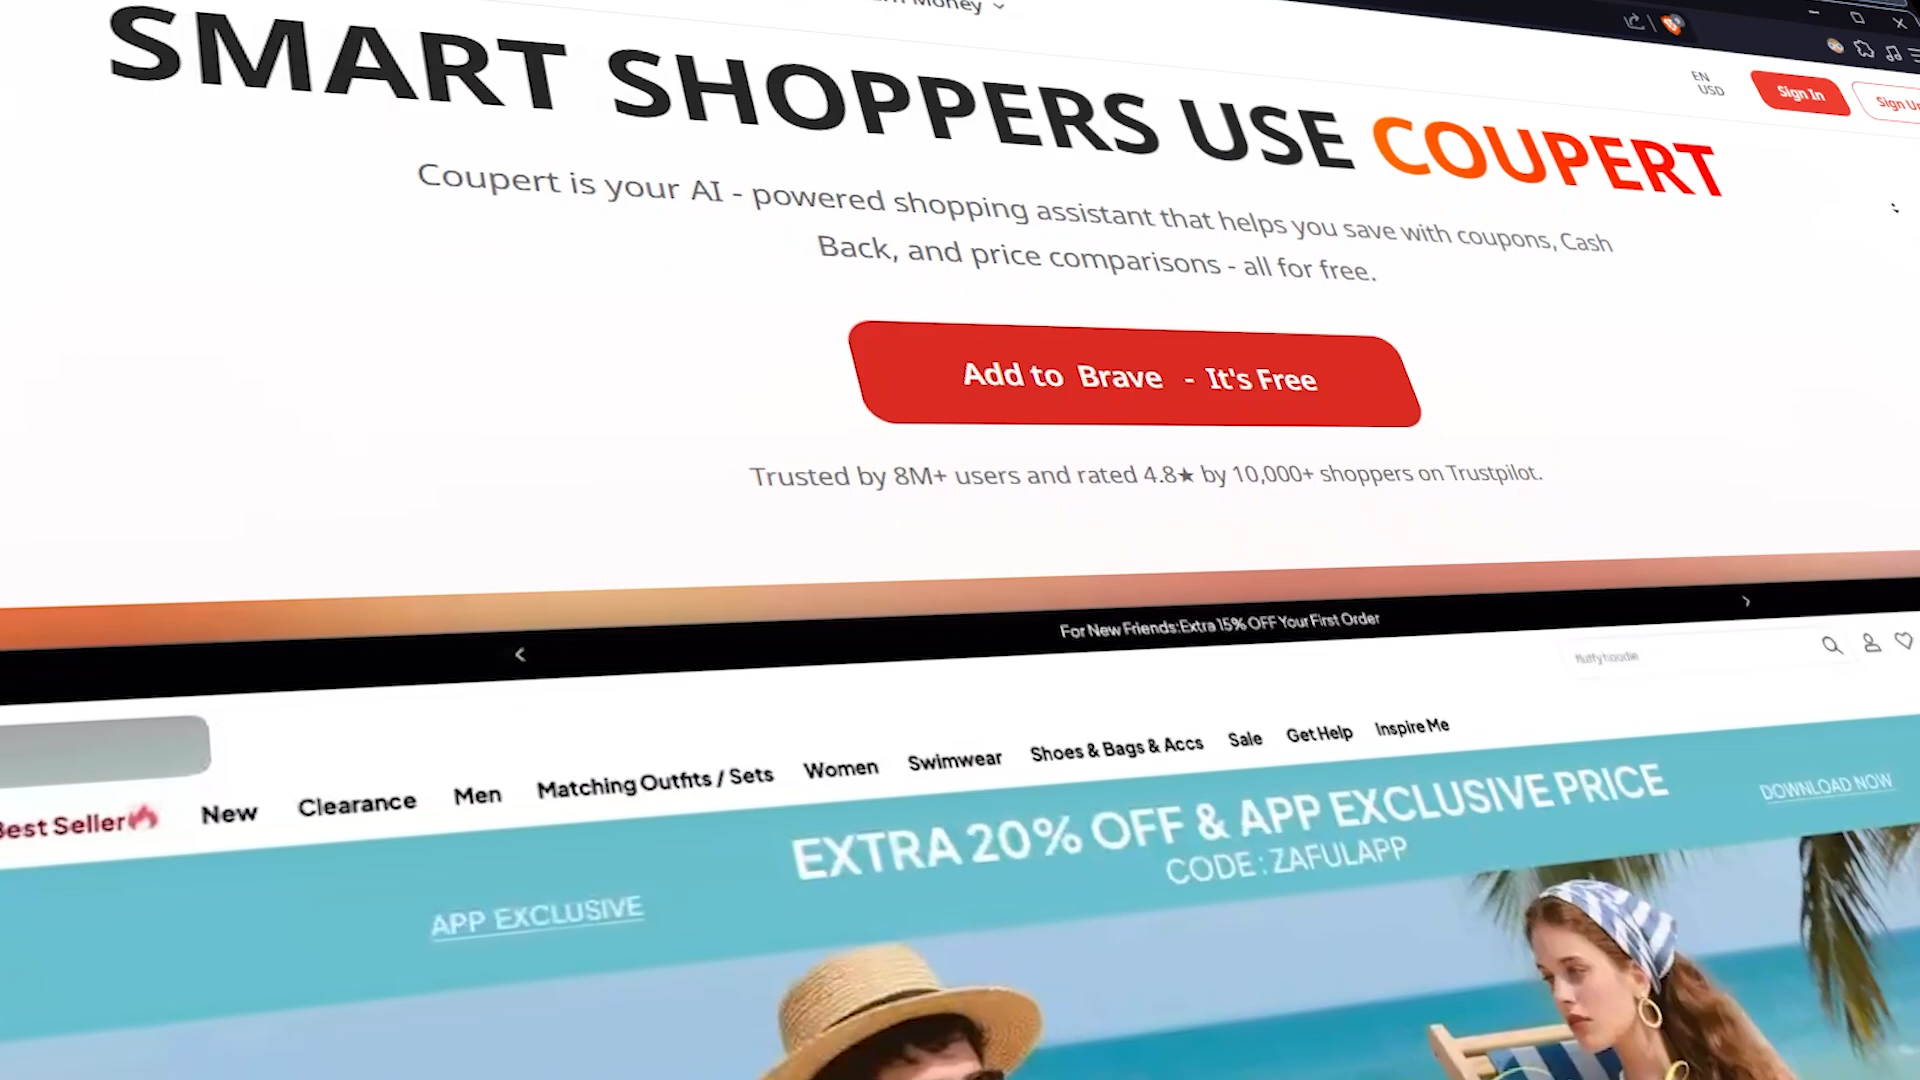 Money
EN
USD
Sign In
SMART SHOPPERS USE COUPERT
Coupert is your AI - powered shopping assistant that helps you save with coupons, Cash
Back, and price comparisons - all for free.
Add to Brave - It's Free
Trusted by 8M+ users and rated 4.8★ by 10,000+ shoppers on Trustpilot.
For New Friends:Extra 15% OFF Your First Order
fluffy hoodie
Best Seller New Clearance Men Matching Outfits / Sets Women Swimwear Shoes & Bags & Accs Sale Get Help Inspire Me
APP EXCLUSIVE
EXTRA 20% OFF & APP EXCLUSIVE PRICE
CODE : ZAFULAPP
DOWNLOAD NOW